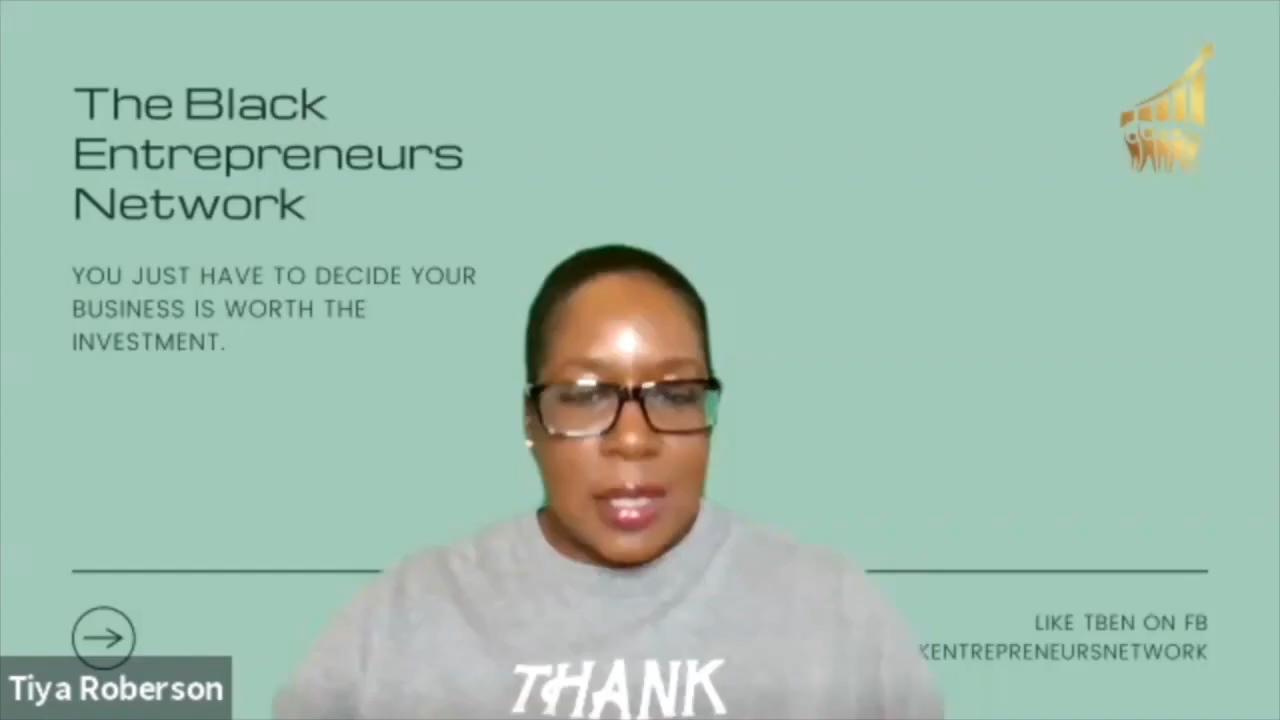 The Black
Entrepreneurs
Network
YOU JUST HAVE TO DECIDE YOUR
BUSINESS IS WORTH THE
INVESTMENT.
LIKE TBEN ON FB
KENTREPRENEURSNETWORK
Tiya Roberson
THANK